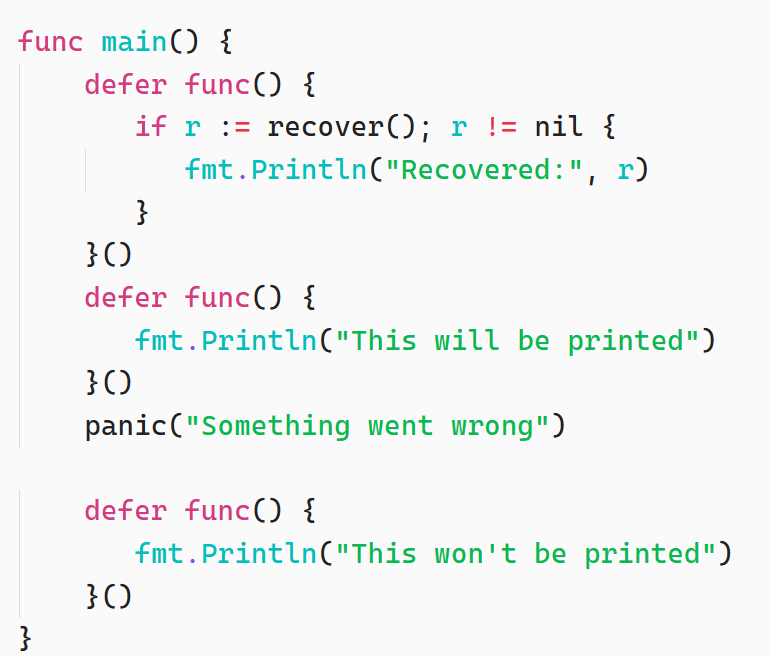 func main() {
    defer func() {
       if r := recover(); r != nil {
          fmt.Println("Recovered:", r)
       }
    }()
    defer func() {
       fmt.Println("This will be printed")
    }()
    panic("Something went wrong")

    defer func() {
       fmt.Println("This won't be printed")
    }()
}